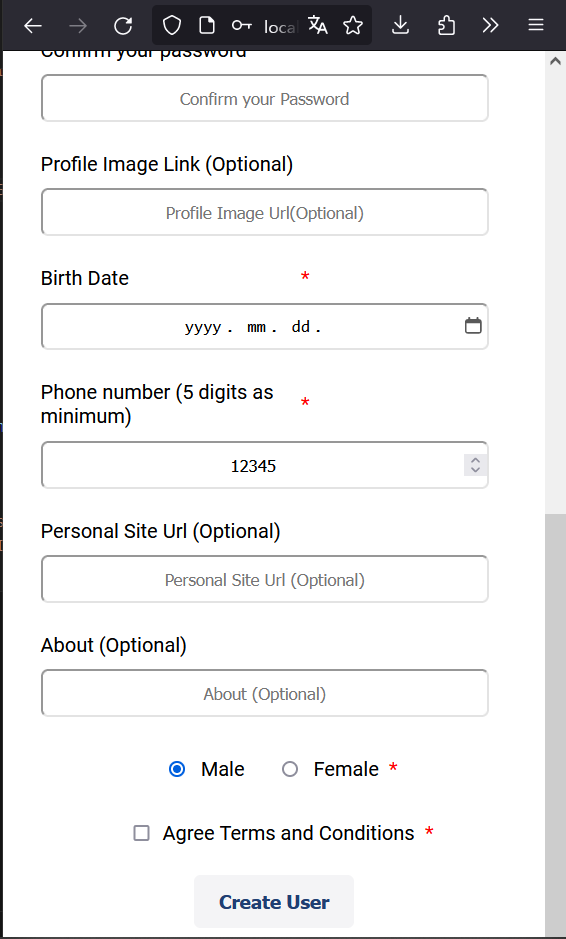 local
Confirm your password
Confirm your Password
Profile Image Link (Optional)
Profile Image Url(Optional)
Birth Date *
yyyy . mm . dd .
Phone number (5 digits as
minimum) *
12345
Personal Site Url (Optional)
Personal Site Url (Optional)
About (Optional)
About (Optional)
Male Female *
Agree Terms and Conditions *
Create User